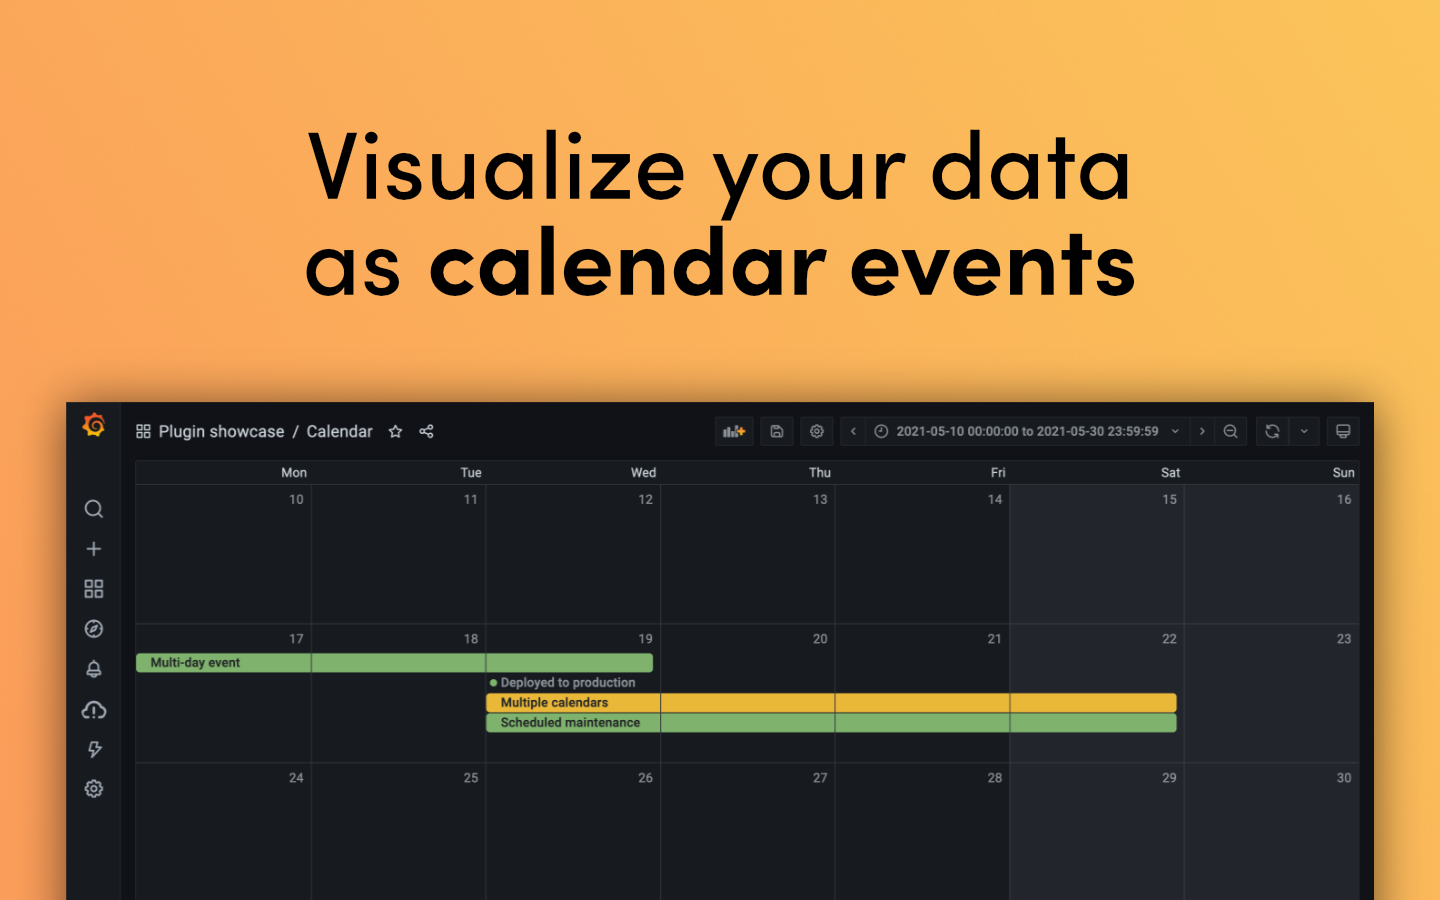 Visualize your data
as calendar events
Plugin showcase / Calendar
2021-05-10 00:00:00 to 2021-05-30 23:59:59
Mon Tue Wed Thu Fri Sat Sun
10 11 12 13 14 15 16
17 18 19 20 21 22 23
Multi-day event
Deployed to production
Multiple calendars
Scheduled maintenance
24 25 26 27 28 29 30